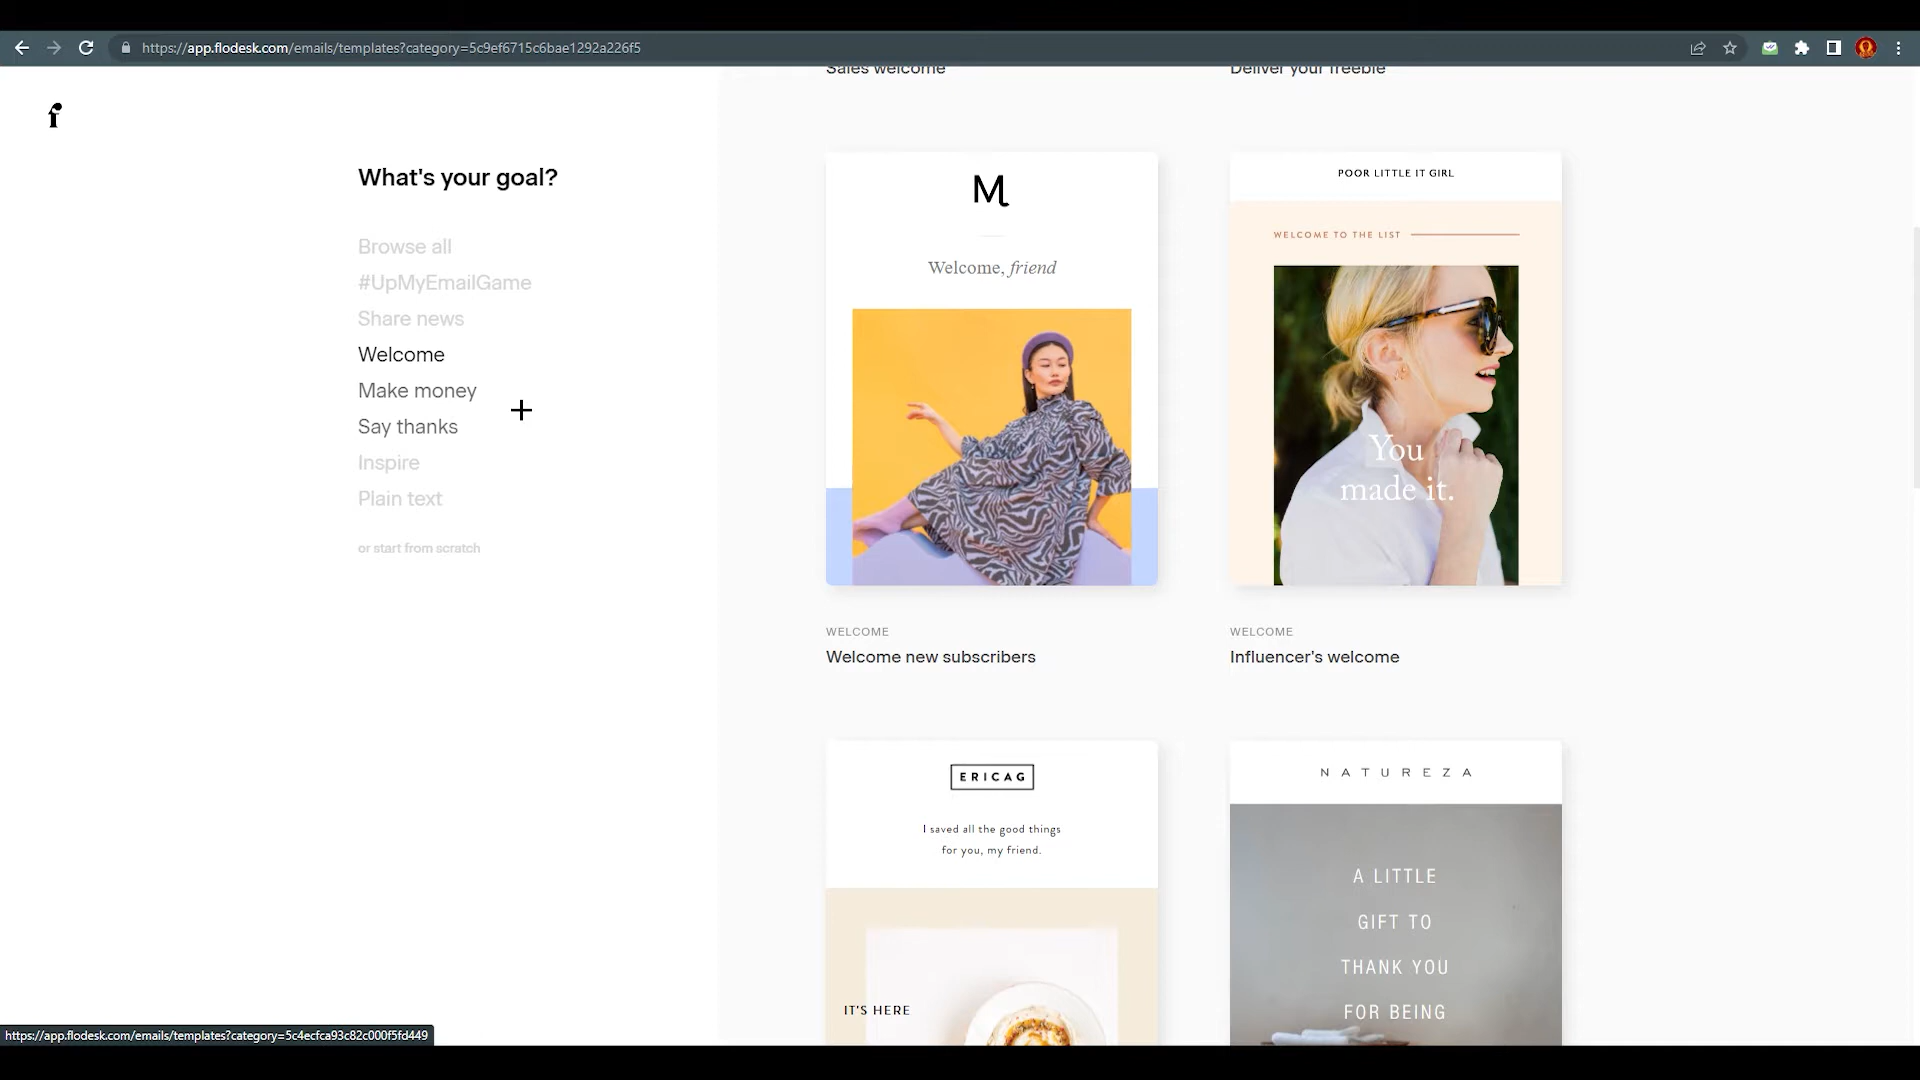 https://app.flodesk.com/emails/templates?category=5c9ef6715c6bae1292a226f5
f
What's your goal?
Browse all
#UpMyEmailGame
Share news
Welcome
Make money
Say thanks
Inspire
Plain text
or start from scratch
Sales welcome
Deliver your freebie
M
Welcome, friend
WELCOME
Welcome new subscribers
POOR LITTLE IT GIRL
WELCOME TO THE LIST
You
made it.
WELCOME
Influencer's welcome
ERICAG
I saved all the good things
for you, my friend.
IT'S HERE
NATUREZA
A LITTLE
GIFT TO
THANK YOU
FOR BEING
https://app.flodesk.com/emails/templates?category=5c4ecfca93c82c000f5fd449